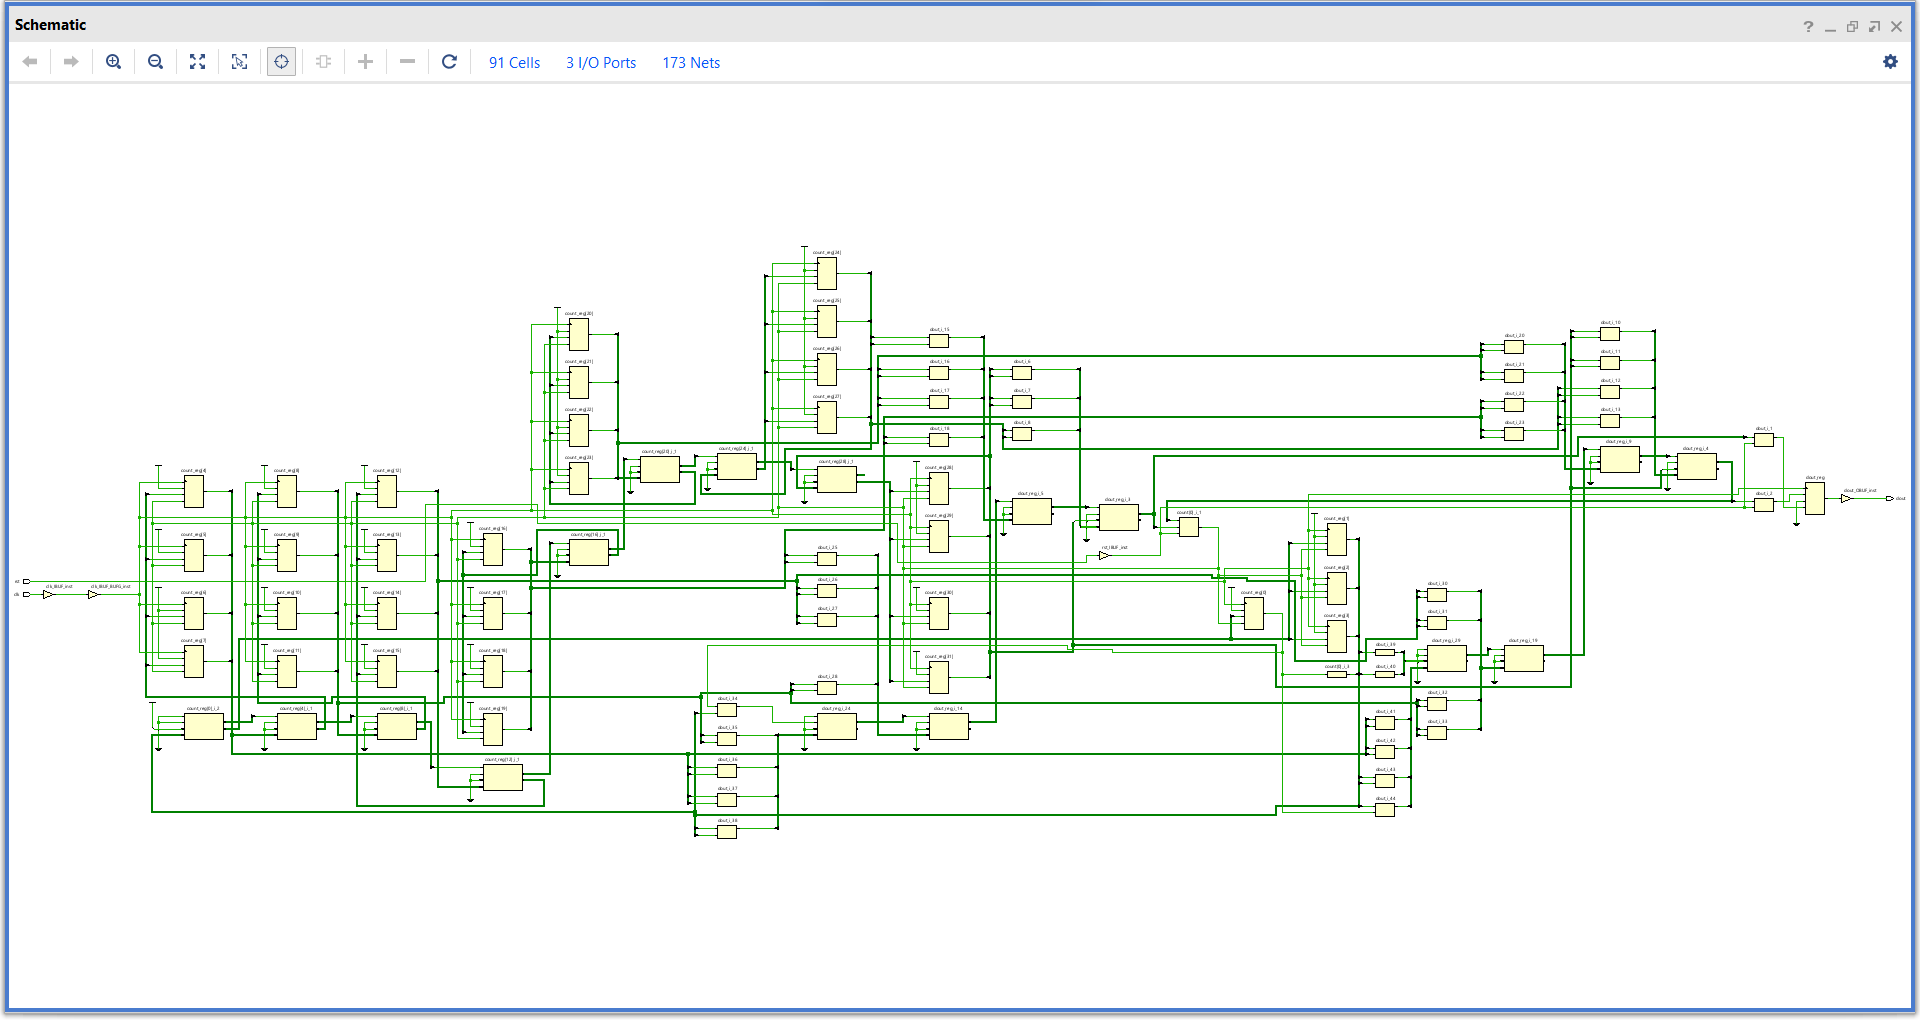 Schematic
91 Cells
3 I/O Ports
173 Nets
count_reg[24]
count_reg[25]
count_reg[26]
count_reg[27]
count_reg[20]
count_reg[21]
count_reg[22]
count_reg[23]
dout_i_15
dout_i_16
dout_i_17
dout_i_18
dout_i_6
dout_i_7
dout_i_8
dout_i_20
dout_i_21
dout_i_22
dout_i_23
dout_i_10
dout_i_11
dout_i_12
dout_i_13
dout_reg_i_9
dout_reg_i_4
dout_i_1
dout_i_2
dout_reg
dout_OBUF_inst
dout
count_reg[20]_i_1
count_reg[24]_i_1
count_reg[28]_i_1
count_reg[28]
count_reg[29]
count_reg[30]
count_reg[31]
dout_reg_i_5
dout_reg_i_3
count[0]_i_1
rst_IBUF_inst
count_reg[4]
count_reg[5]
count_reg[6]
count_reg[7]
count_reg[8]
count_reg[9]
count_reg[10]
count_reg[11]
count_reg[12]
count_reg[13]
count_reg[14]
count_reg[15]
count_reg[16]
count_reg[17]
count_reg[18]
count_reg[19]
count_reg[16]_i_1
rst
clk
clk_IBUF_inst
clk_IBUF_BUFG_inst
dout_i_25
dout_i_26
dout_i_27
dout_i_28
count_reg[0]
count_reg[1]
count_reg[2]
count_reg[3]
dout_i_30
dout_i_31
dout_i_39
count[0]_i_3
dout_i_40
dout_reg_i_29
dout_reg_i_19
dout_i_32
dout_i_33
count_reg[0]_i_2
count_reg[4]_i_1
count_reg[8]_i_1
count_reg[12]_i_1
dout_i_34
dout_i_35
dout_i_36
dout_i_37
dout_i_38
dout_reg_i_24
dout_reg_i_14
dout_i_41
dout_i_42
dout_i_43
dout_i_44